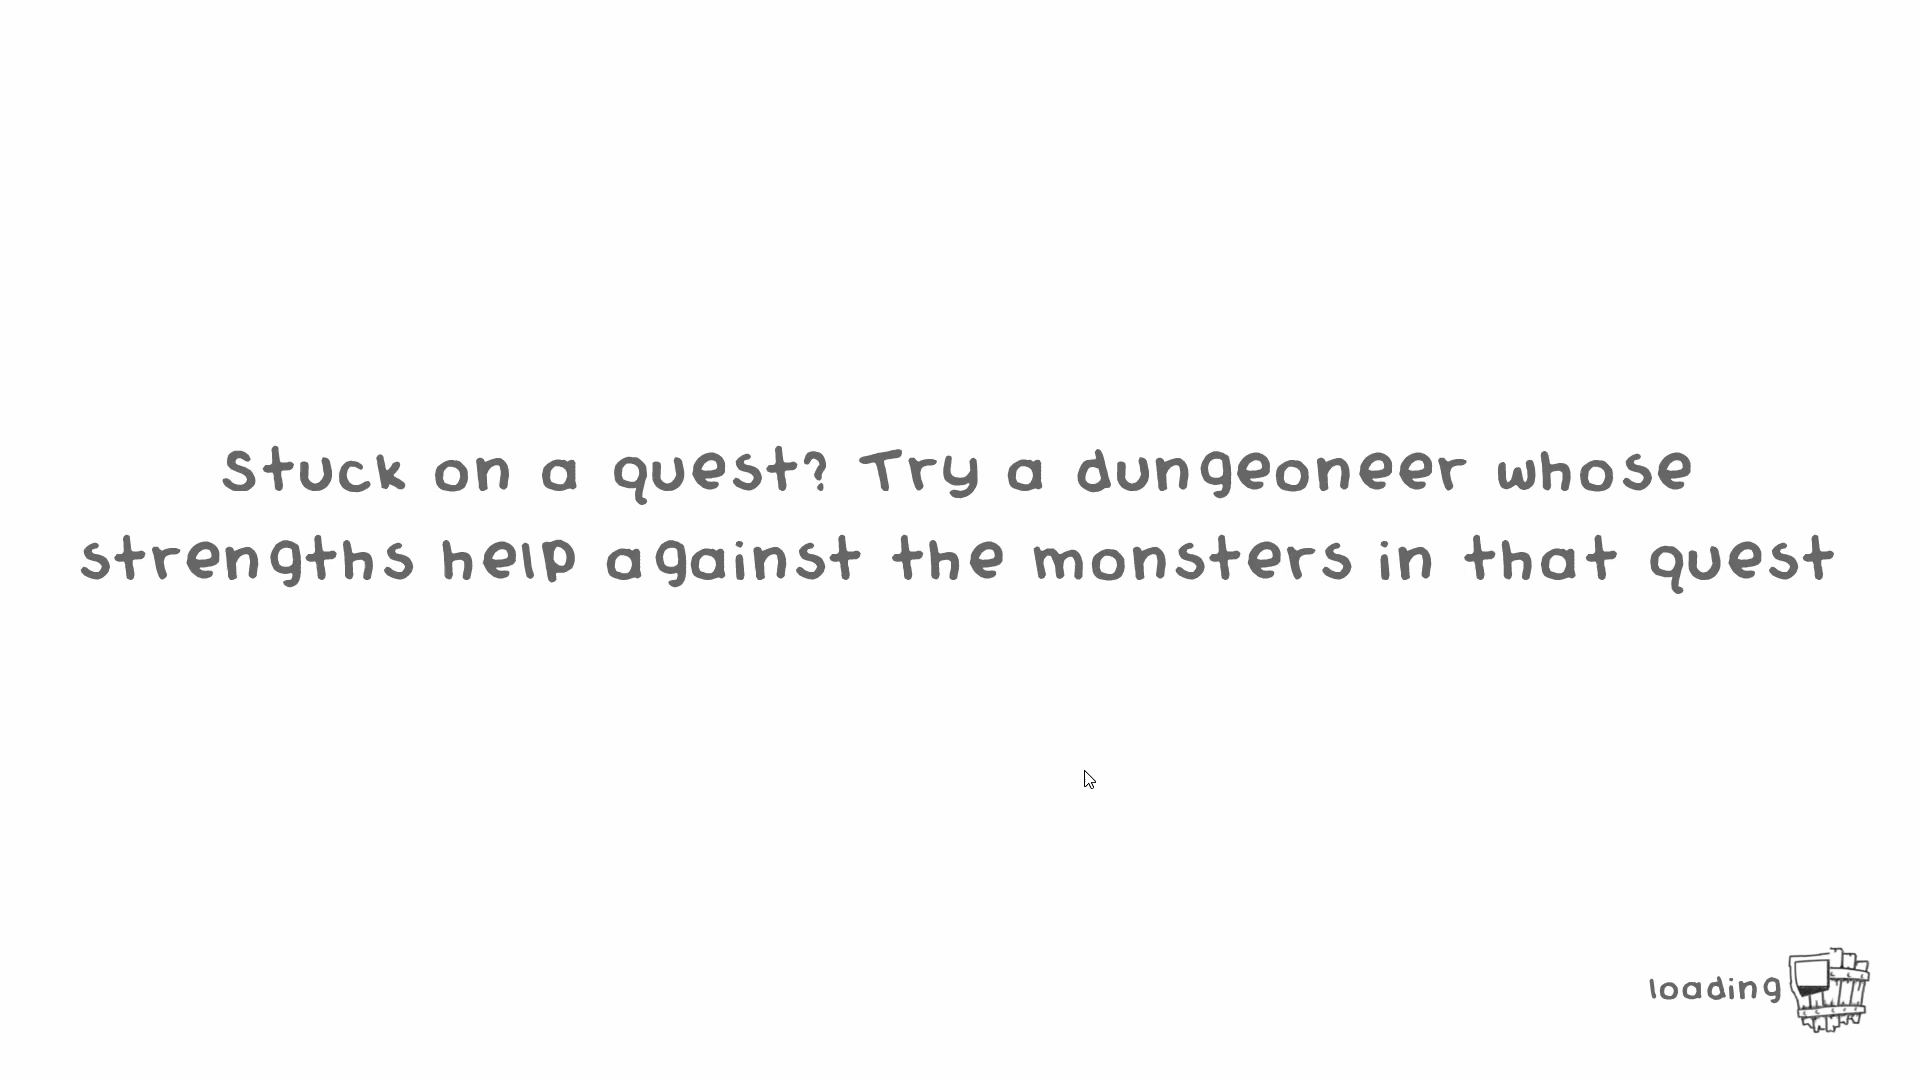 Stuck on a quest? Try a dungeoneer whose
strengths help against the monsters in that quest
loading